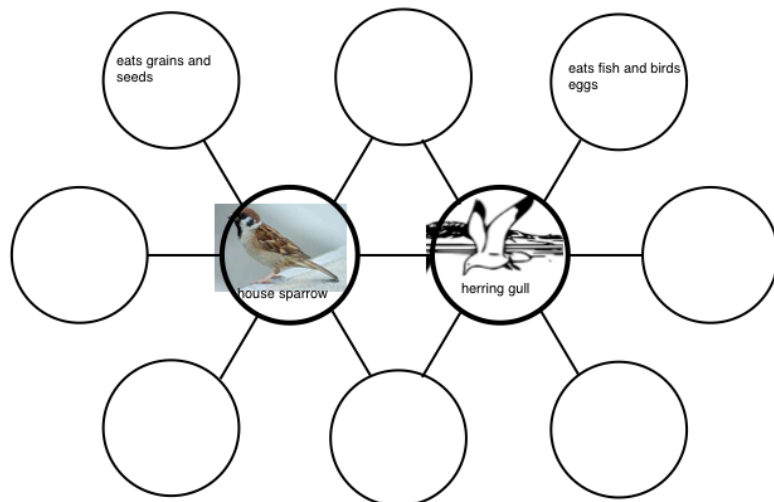 eats grains and
seeds
eats fish and birds
eggs
house sparrow
herring gull